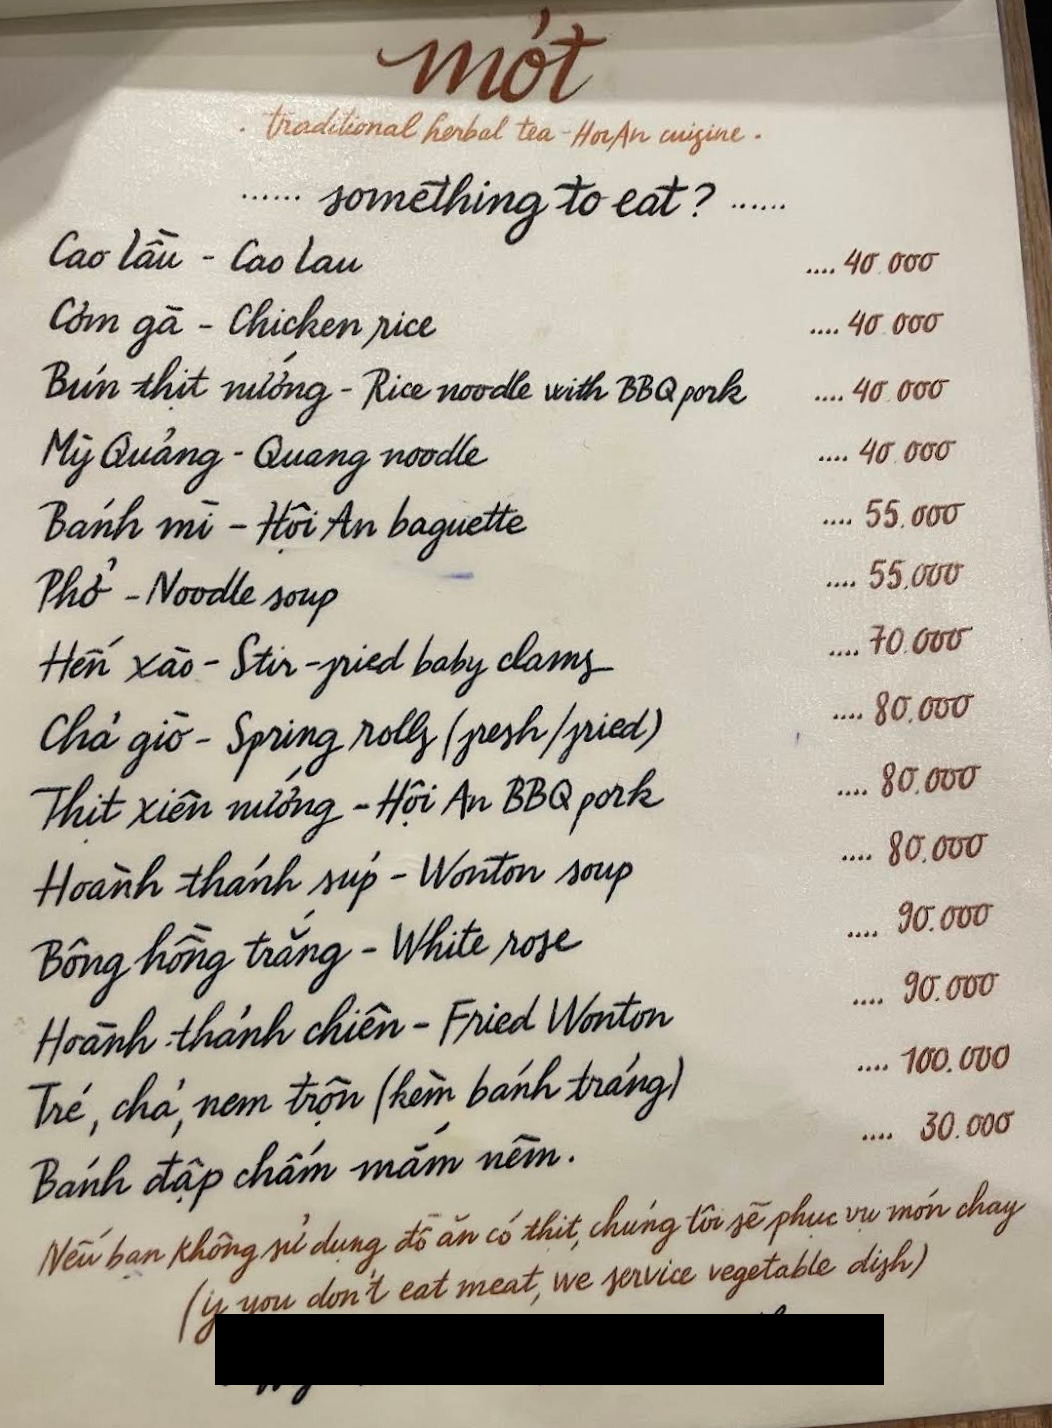 mót
. traditional herbal tea - Hoi An cuisine .
...... something to eat? ......
Cao lầu - Cao Lau .... 40.000
Cơm gà - Chicken rice .... 40.000
Bún thịt nướng - Rice noodle with BBQ pork .... 40.000
Mỳ Quảng - Quang noodle .... 40.000
Bánh mì - Hội An baguette .... 55.000
Phở - Noodle soup .... 55.000
Hến xào - Stir-fried baby clams .... 70.000
Chả giò - Spring rolls (fresh/fried) .... 80.000
Thịt xiên nướng - Hội An BBQ pork .... 80.000
Hoành thánh súp - Wonton soup .... 80.000
Bông hồng trắng - White rose .... 90.000
Hoành thánh chiên - Fried Wonton .... 90.000
Tré, chả, nem trộn (kèm bánh tráng) .... 100.000
Bánh đập chấm mắm nêm. .... 30.000
Nếu bạn không sử dụng đồ ăn có thịt, chúng tôi sẽ phục vụ món chay
(if you don't eat meat, we service vegetable dish)